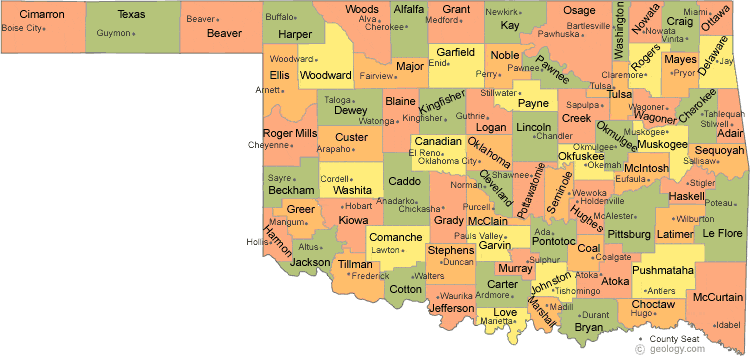 Cimarron
Boise City
Texas
Guymon
Beaver
Beaver
Buffalo
Harper
Woods
Alva
Alfalfa
Cherokee
Grant
Medford
Newkirk
Kay
Osage
Bartlesville
Pawhuska
Washington
Nowata
Nowata
Craig
Vinita
Miami
Ottawa
Woodward
Woodward
Ellis
Arnett
Major
Fairview
Garfield
Enid
Noble
Perry
Pawnee
Pawnee
Rogers
Claremore
Mayes
Pryor
Delaware
Jay
Tulsa
Tulsa
Stillwater
Payne
Taloga
Dewey
Blaine
Watonga
Kingfisher
Kingfisher
Guthrie
Logan
Lincoln
Chandler
Sapulpa
Creek
Wagoner
Wagoner
Cherokee
Tahlequah
Stilwell
Adair
Roger Mills
Cheyenne
Custer
Arapaho
Canadian
El Reno
Oklahoma
Oklahoma City
Okmulgee
Okmulgee
Muskogee
Muskogee
Sequoyah
Sallisaw
Okfuskee
Okemah
McIntosh
Eufaula
Sayre
Beckham
Cordell
Washita
Caddo
Anadarko
Norman
Cleveland
Shawnee
Pottawatomie
Seminole
Wewoka
Holdenville
Hughes
Stigler
Haskell
Poteau
Greer
Mangum
Hobart
Kiowa
Chickasha
Grady
Purcell
McClain
McAlester
Pittsburg
Wilburton
Latimer
Le Flore
Hollis
Harmon
Altus
Jackson
Comanche
Lawton
Stephens
Duncan
Pauls Valley
Garvin
Ada
Pontotoc
Coal
Coalgate
Tillman
Frederick
Cotton
Walters
Murray
Sulphur
Johnston
Tishomingo
Atoka
Atoka
Pushmataha
Antlers
McCurtain
Idabel
Waurika
Jefferson
Carter
Ardmore
Love
Marietta
Marshall
Madill
Durant
Bryan
Choctaw
Hugo
County Seat
© geology.com